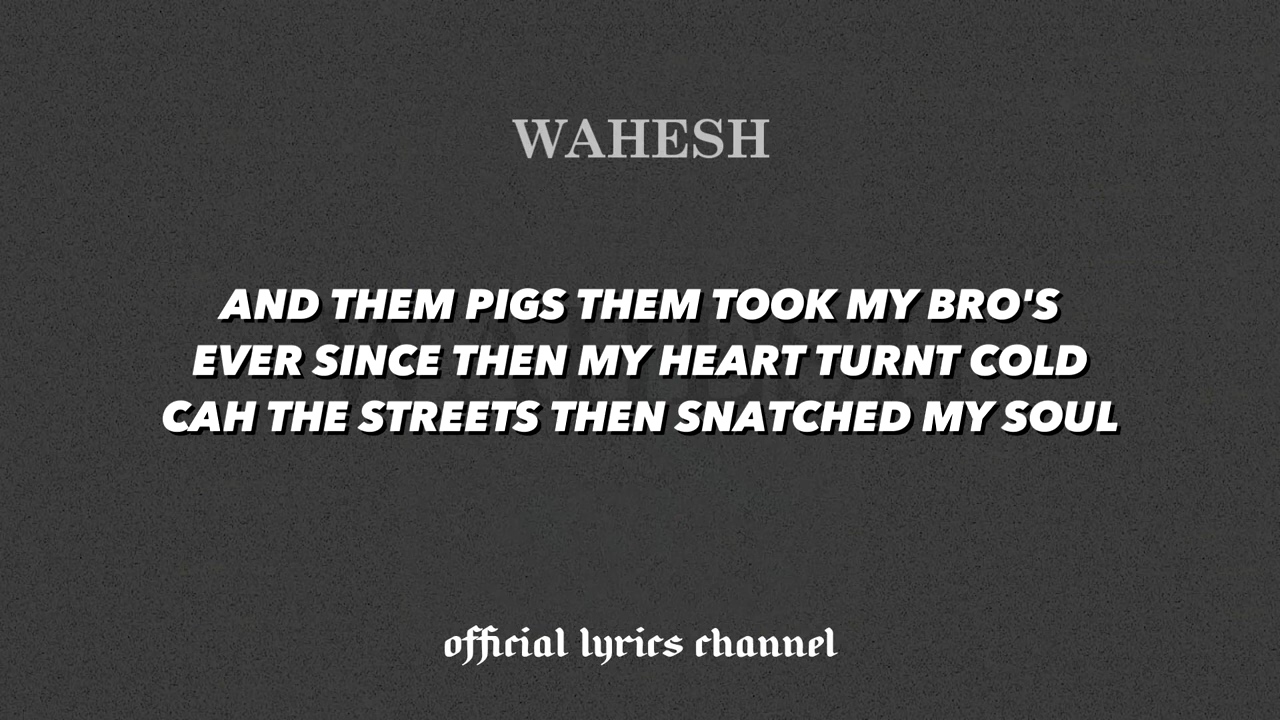 WAHESH
AND THEM PIGS THEM TOOK MY BRO'S
EVER SINCE THEN MY HEART TURNT COLD
CAH THE STREETS THEN SNATCHED MY SOUL
official lyrics channel